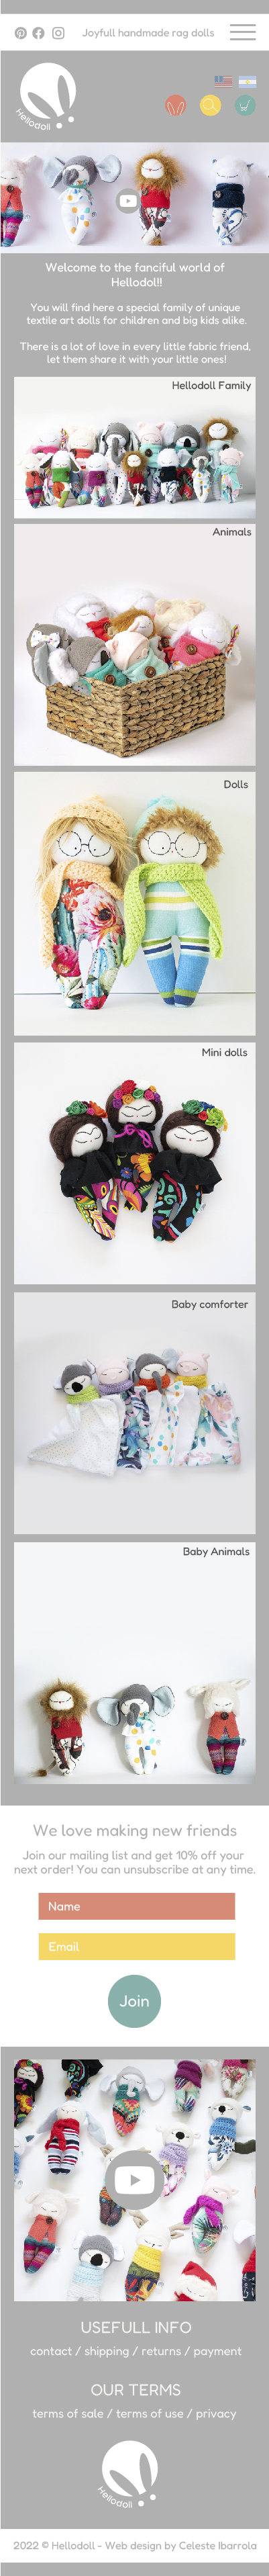 Joyfull handmade rag dolls
Hellodoll
Welcome to the fanciful world of
Hellodol!!
You will find here a special family of unique
textile art dolls for children and big kids alike.
There is a lot of love in every little fabric friend,
let them share it with your little ones!
Hellodoll Family
Animals
Dolls
Mini dolls
Baby comforter
Baby Animals
We love making new friends
Join our mailing list and get 10% off your
next order! You can unsubscribe at any time.
Name
Email
Join
USEFULL INFO
contact / shipping / returns / payment
OUR TERMS
terms of sale / terms of use / privacy
Hellodoll
2022 © Hellodoll - Web design by Celeste Ibarrola